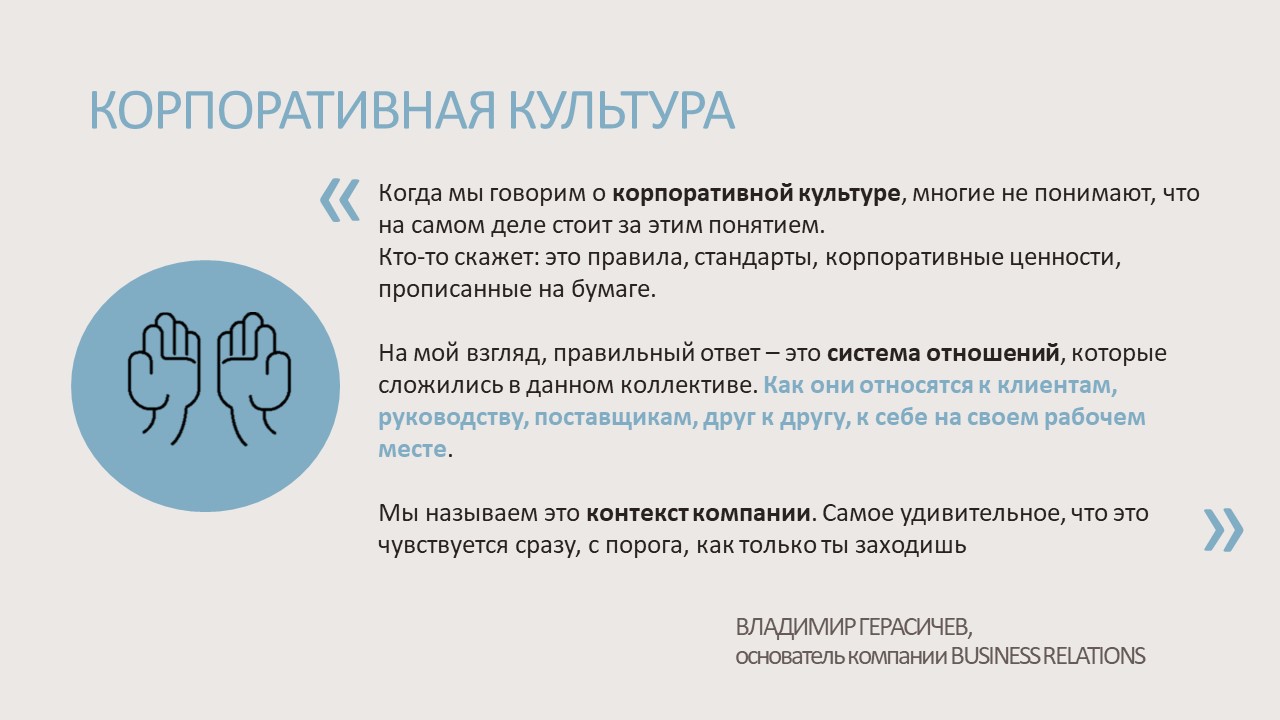 КОРПОРАТИВНАЯ КУЛЬТУРА
« Когда мы говорим о корпоративной культуре, многие не понимают, что
на самом деле стоит за этим понятием.
Кто-то скажет: это правила, стандарты, корпоративные ценности,
прописанные на бумаге.
На мой взгляд, правильный ответ – это система отношений, которые
сложились в данном коллективе. Как они относятся к клиентам,
руководству, поставщикам, друг к другу, к себе на своем рабочем
месте.
Мы называем это контекст компании. Самое удивительное, что это
чувствуется сразу, с порога, как только ты заходишь »
ВЛАДИМИР ГЕРАСИЧЕВ,
основатель компании BUSINESS RELATIONS